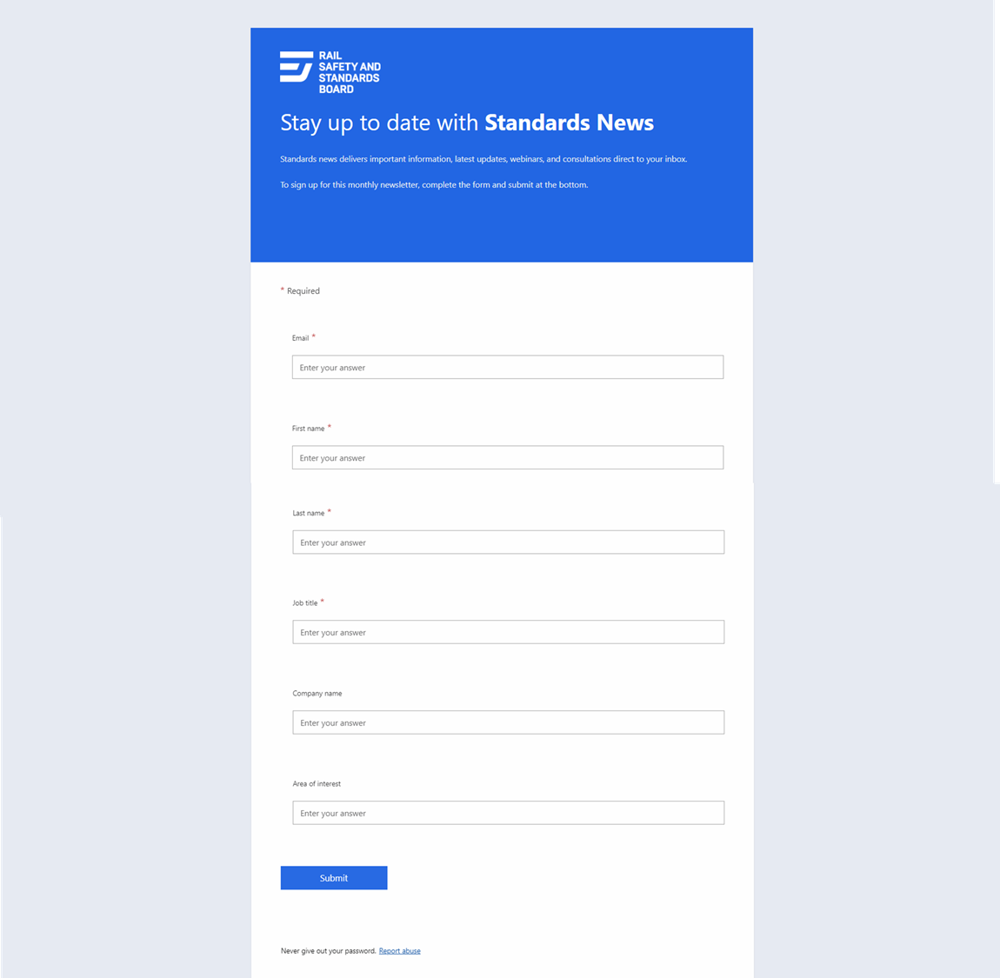 RAIL
SAFETY AND
STANDARDS
BOARD
Stay up to date with Standards News
Standards news delivers important information, latest updates, webinars, and consultations direct to your inbox.
To sign up for this monthly newsletter, complete the form and submit at the bottom.
* Required
Email *
Enter your answer
First name *
Enter your answer
Last name *
Enter your answer
Job title *
Enter your answer
Company name
Enter your answer
Area of interest
Enter your answer
Submit
Never give out your password. Report abuse